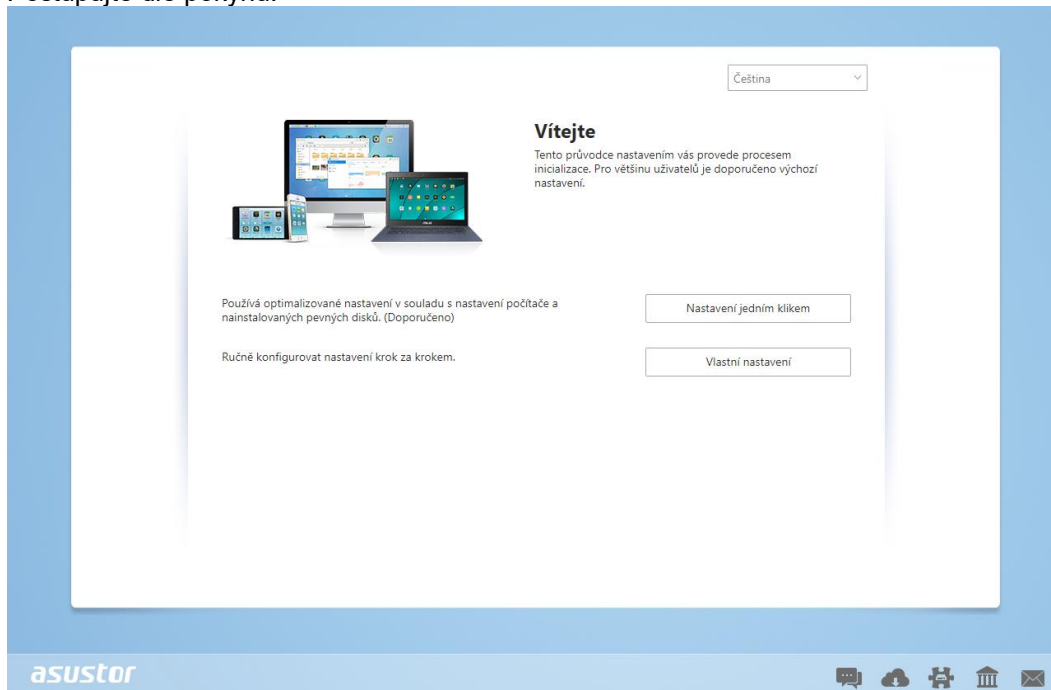 Postupujte dle pokynů.
Čeština
Vítejte
Tento průvodce nastavením vás provede procesem
inicializace. Pro většinu uživatelů je doporučeno výchozí
nastavení.
Používá optimalizované nastavení v souladu s nastavení počítače a
nainstalovaných pevných disků. (Doporučeno)
Nastavení jedním klikem
Ručně konfigurovat nastavení krok za krokem.
Vlastní nastavení
asustor